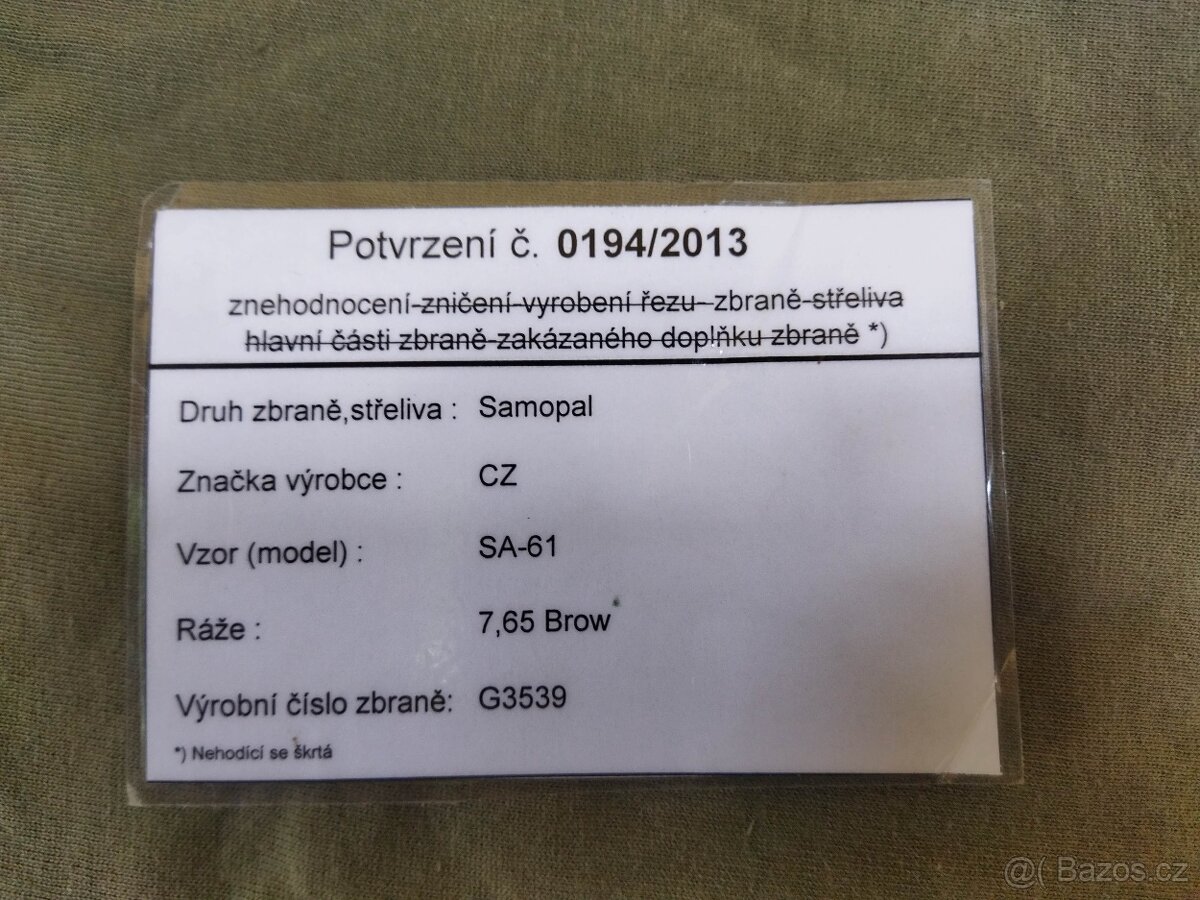 Potvrzení č. 0194/2013
znehodnocení-zničení-vyrobení řezu- zbraně-střeliva
hlavní části zbraně-zakázaného doplňku zbraně *)
Druh zbraně,střeliva : Samopal
Značka výrobce : CZ
Vzor (model) : SA-61
Ráže : 7,65 Brow
Výrobní číslo zbraně: G3539
*) Nehodící se škrtá
@( Bazos.cz